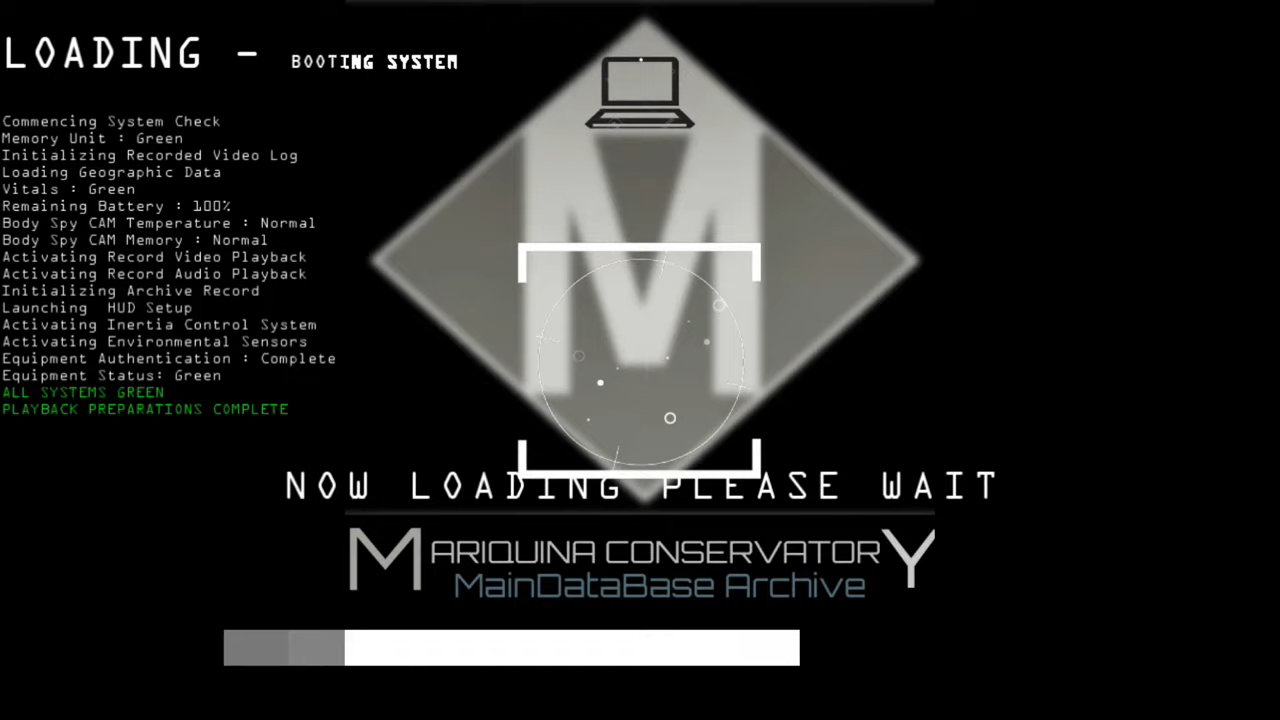 LOADING - BOOTING SYSTEM
Commencing System Check
Memory Unit : Green
Initializing Recorded Video Log
Loading Geographic Data
Vitals : Green
Remaining Battery : 100%
Body Spy CAM Temperature : Normal
Body Spy CAM Memory : Normal
Activating Record Video Playback
Activating Record Audio Playback
Initializing Archive Record
Launching  HUD Setup
Activating Inertia Control System
Activating Environmental Sensors
Equipment Authentication : Complete
Equipment Status: Green
ALL SYSTEMS GREEN
PLAYBACK PREPARATIONS COMPLETE
M
NOW LOADING PLEASE WAIT
MARIQUINA CONSERVATORY
MainDataBase Archive